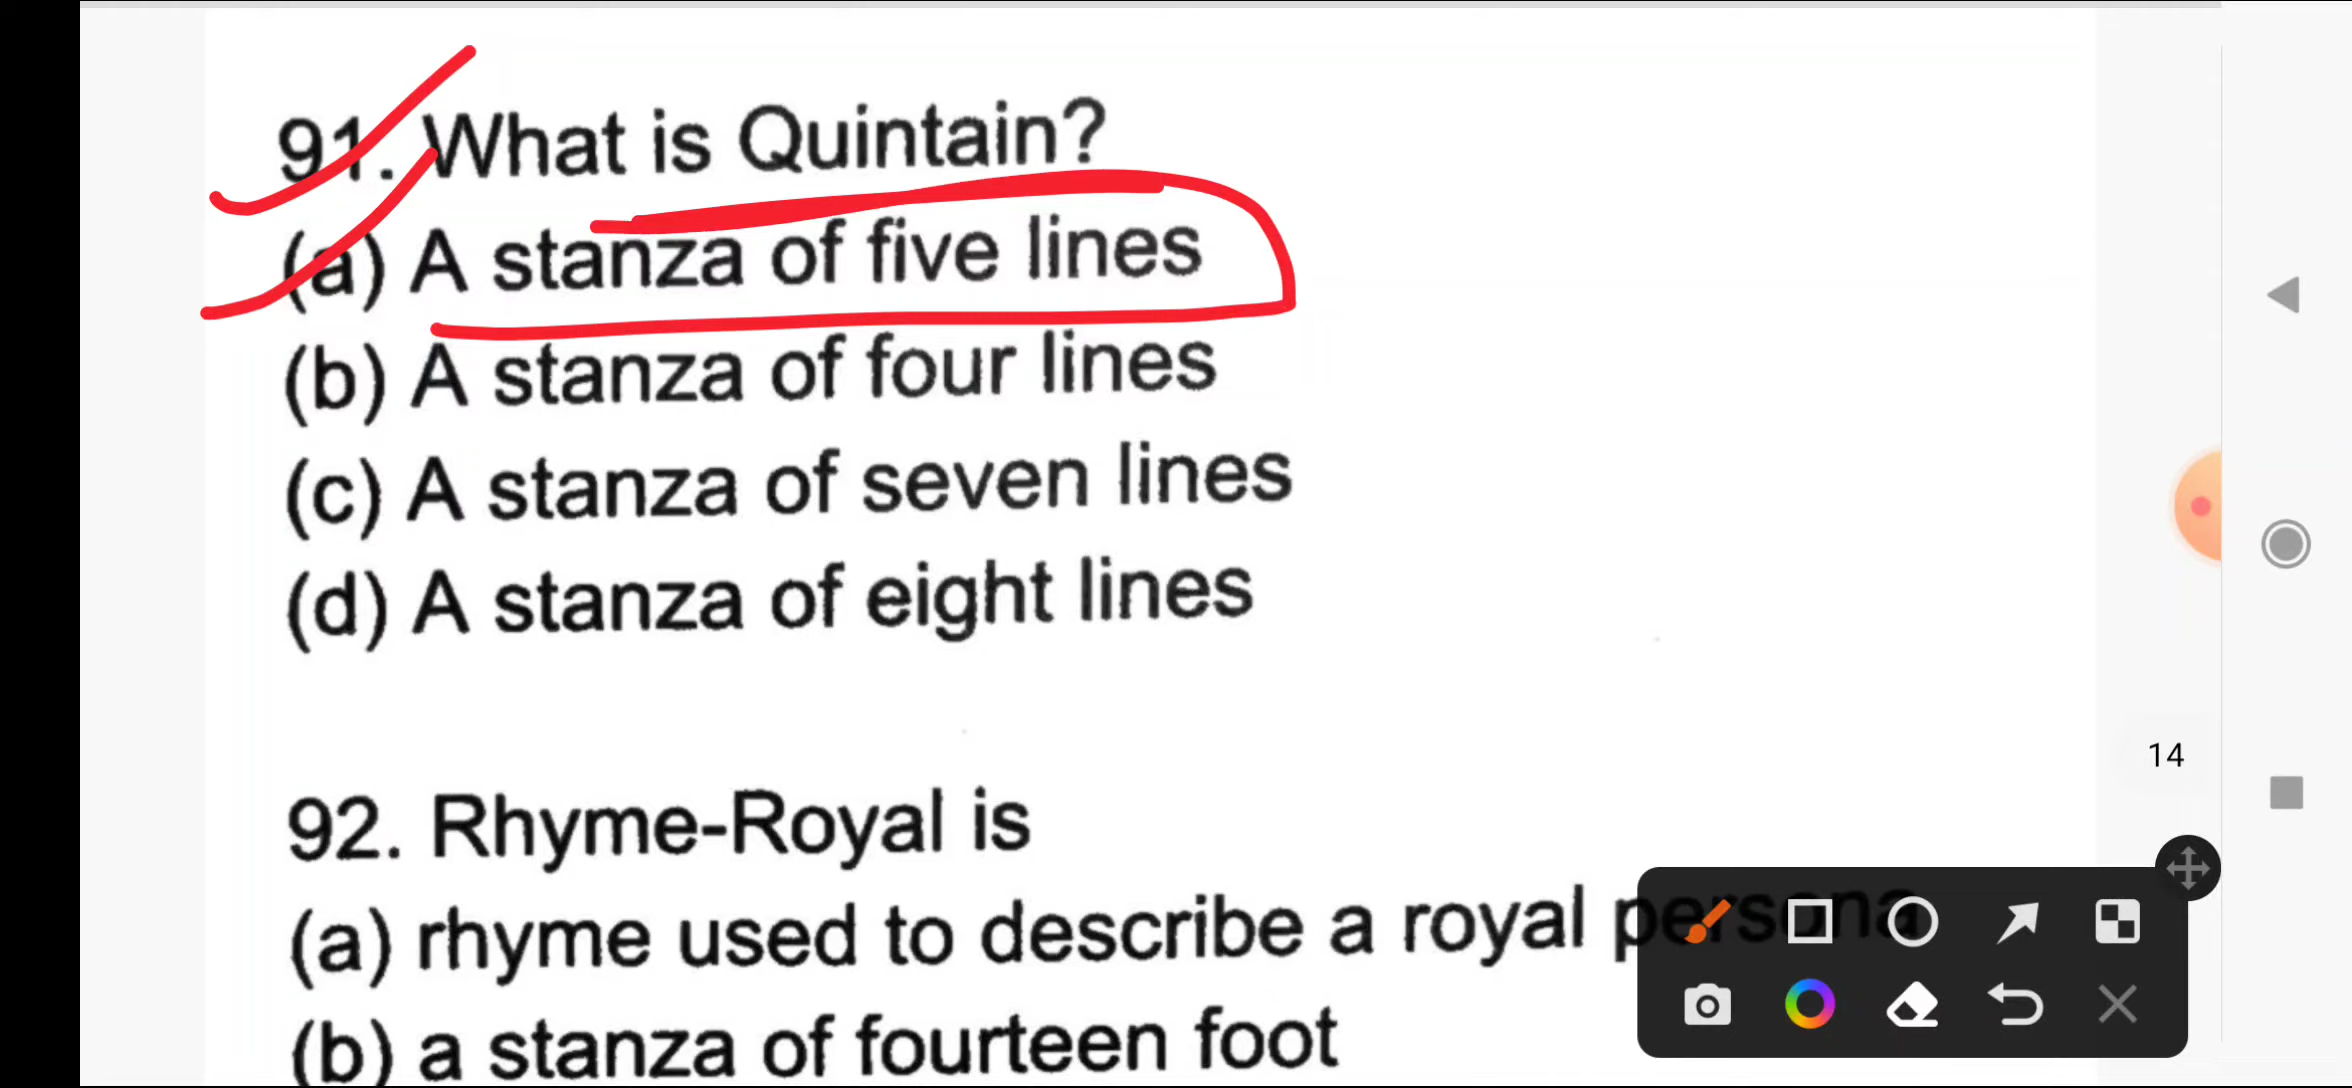 91. What is Quintain?
(a) A stanza of five lines
(b) A stanza of four lines
(c) A stanza of seven lines
(d) A stanza of eight lines
14
92. Rhyme-Royal is
(a) rhyme used to describe a royal persona
(b) a stanza of fourteen foot